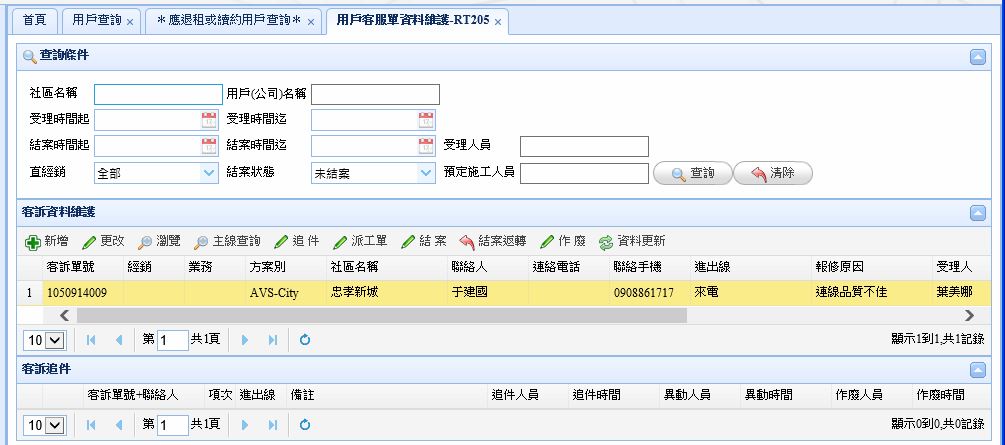 首頁 用戶查詢 × ＊應退租或續約用戶查詢＊ × 用戶客服單資料維護-RT205 ×
查詢條件
社區名稱 用戶(公司)名稱
受理時間起 受理時間迄
結案時間起 結案時間迄 受理人員
直經銷 全部 結案狀態 未結案 預定施工人員 查詢 清除
客訴資料維護
新增 更改 瀏覽 主線查詢 追 件 派工單 結 案 結案返轉 作 廢 資料更新
客訴單號 經銷 業務 方案別 社區名稱 聯絡人 連絡電話 聯絡手機 進出線 報修原因 受理人
1 1050914009 AVS-City 忠孝新城 于建國 0908861717 來電 連線品質不佳 葉美娜
10 第 1 共1頁 顯示1到1,共1記錄
客訴追件
客訴單號+聯絡人 項次 進出線 備註 追件人員 追件時間 異動人員 異動時間 作廢人員 作廢時間
10 第 1 共1頁 顯示0到0,共0記錄